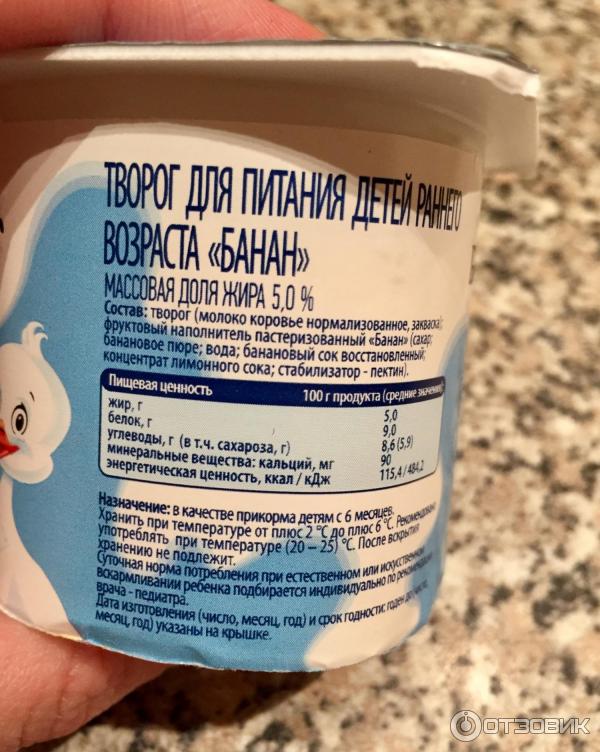 ТВОРОГ ДЛЯ ПИТАНИЯ ДЕТЕЙ РАННЕГО
ВОЗРАСТА «БАНАН»
МАССОВАЯ ДОЛЯ ЖИРА 5,0 %
Состав: творог (молоко коровье нормализованное, закваска);
фруктовый наполнитель пастеризованный «Банан» (сахар;
банановое пюре; вода; банановый сок восстановленный;
концентрат лимонного сока; стабилизатор - пектин).
Пищевая ценность 100 г продукта (средние значения)
жир, г 5,0
белок, г 9,0
углеводы, г (в т.ч. сахароза, г) 8,6 (5,9)
минеральные вещества: кальций, мг 90
энергетическая ценность, ккал / кДж 115,4 / 484,2
Назначение: в качестве прикорма детям с 6 месяцев.
Хранить при температуре от плюс 2 °С до плюс 6 °С. Рекомендовано
употреблять при температуре (20 – 25) °С. После вскрытия
хранению не подлежит.
Суточная норма потребления при естественном или искусственном
вскармливании ребенка подбирается индивидуально по рекомендации
врача - педиатра.
Дата изготовления (число, месяц, год) и срок годности: годен до (число,
месяц, год) указаны на крышке.
ОТЗОВИК